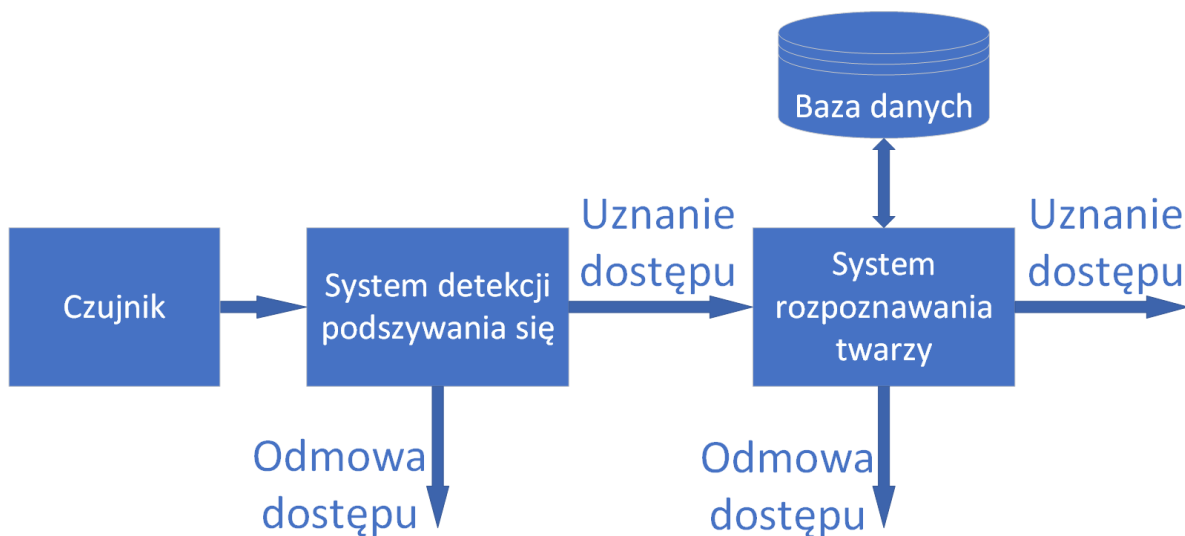 Baza danych
Czujnik
System detekcji
podszywania się
Uznanie
dostępu
System
rozpoznawania
twarzy
Uznanie
dostępu
Odmowa
dostępu
Odmowa
dostępu